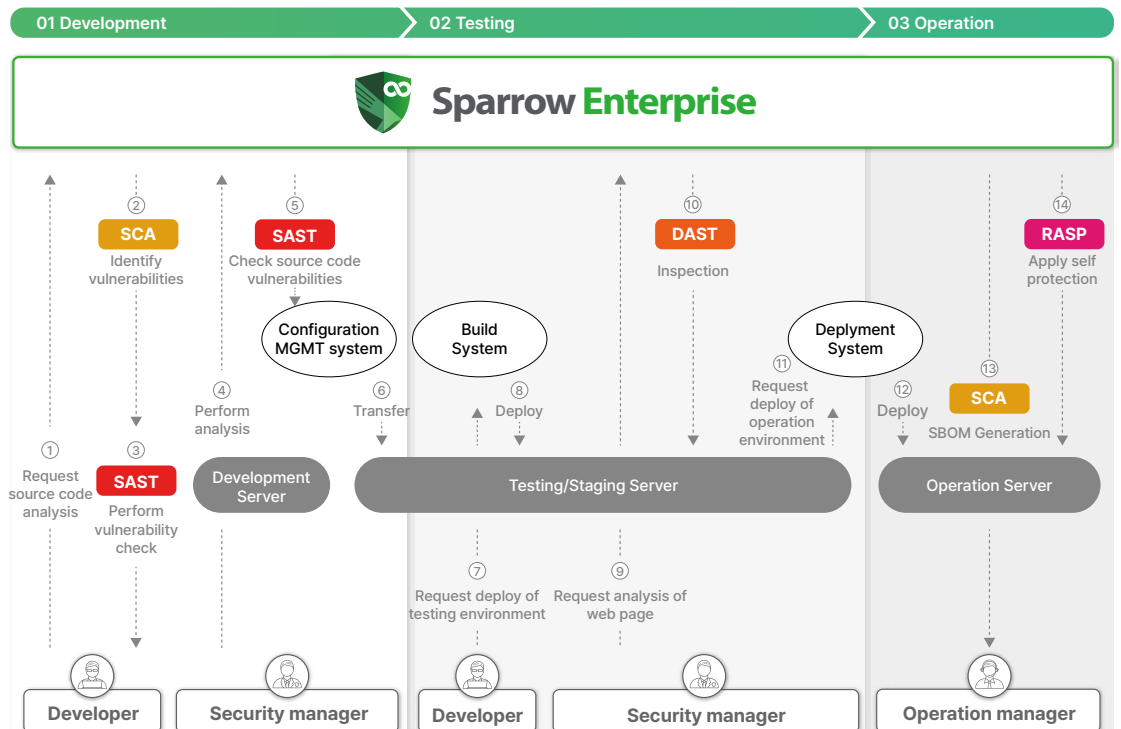 01 Development
02 Testing
03 Operation
Sparrow Enterprise
②
SCA
Identify
vulnerabilities
⑤
SAST
Check source code
vulnerabilities
⑩
DAST
Inspection
⑭
RASP
Apply self
protection
Configuration
MGMT system
Build
System
Deplyment
System
④
Perform
analysis
⑥
Transfer
⑧
Deploy
⑪
Request
deploy of
operation
environment
⑫
Deploy
⑬
SCA
SBOM Generation
①
Request
source code
analysis
③
SAST
Perform
vulnerability
check
Development
Server
Testing/Staging Server
Operation Server
⑦
Request deploy of
testing environment
⑨
Request analysis of
web page
Developer
Security manager
Developer
Security manager
Operation manager